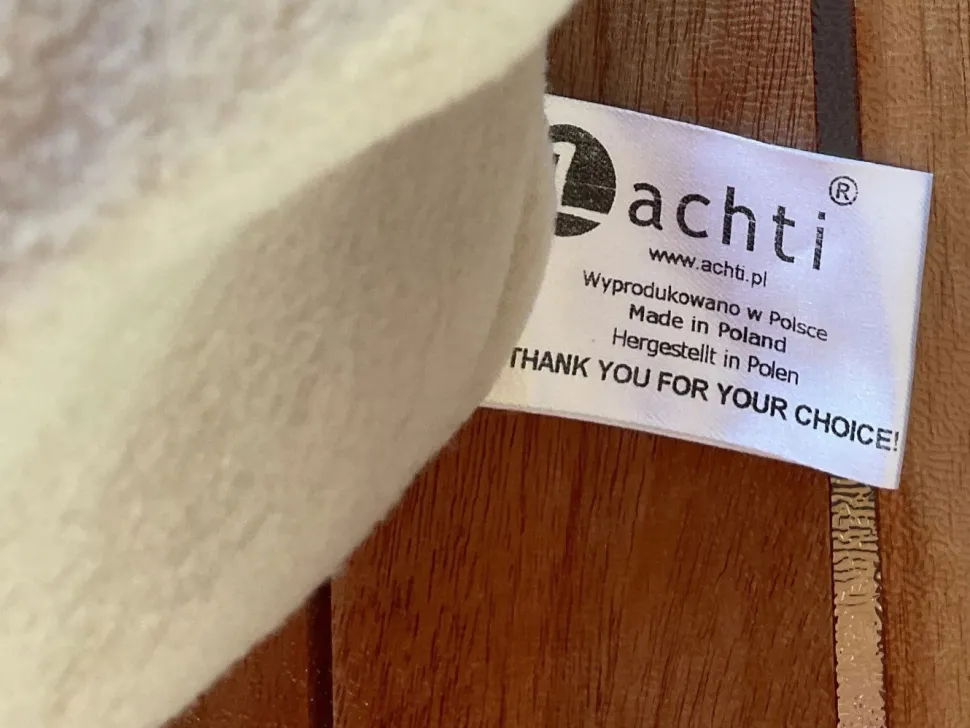 achti®
www.achti.pl
Wyprodukowano w Polsce
Made in Poland
Hergestellt in Polen
THANK YOU FOR YOUR CHOICE!